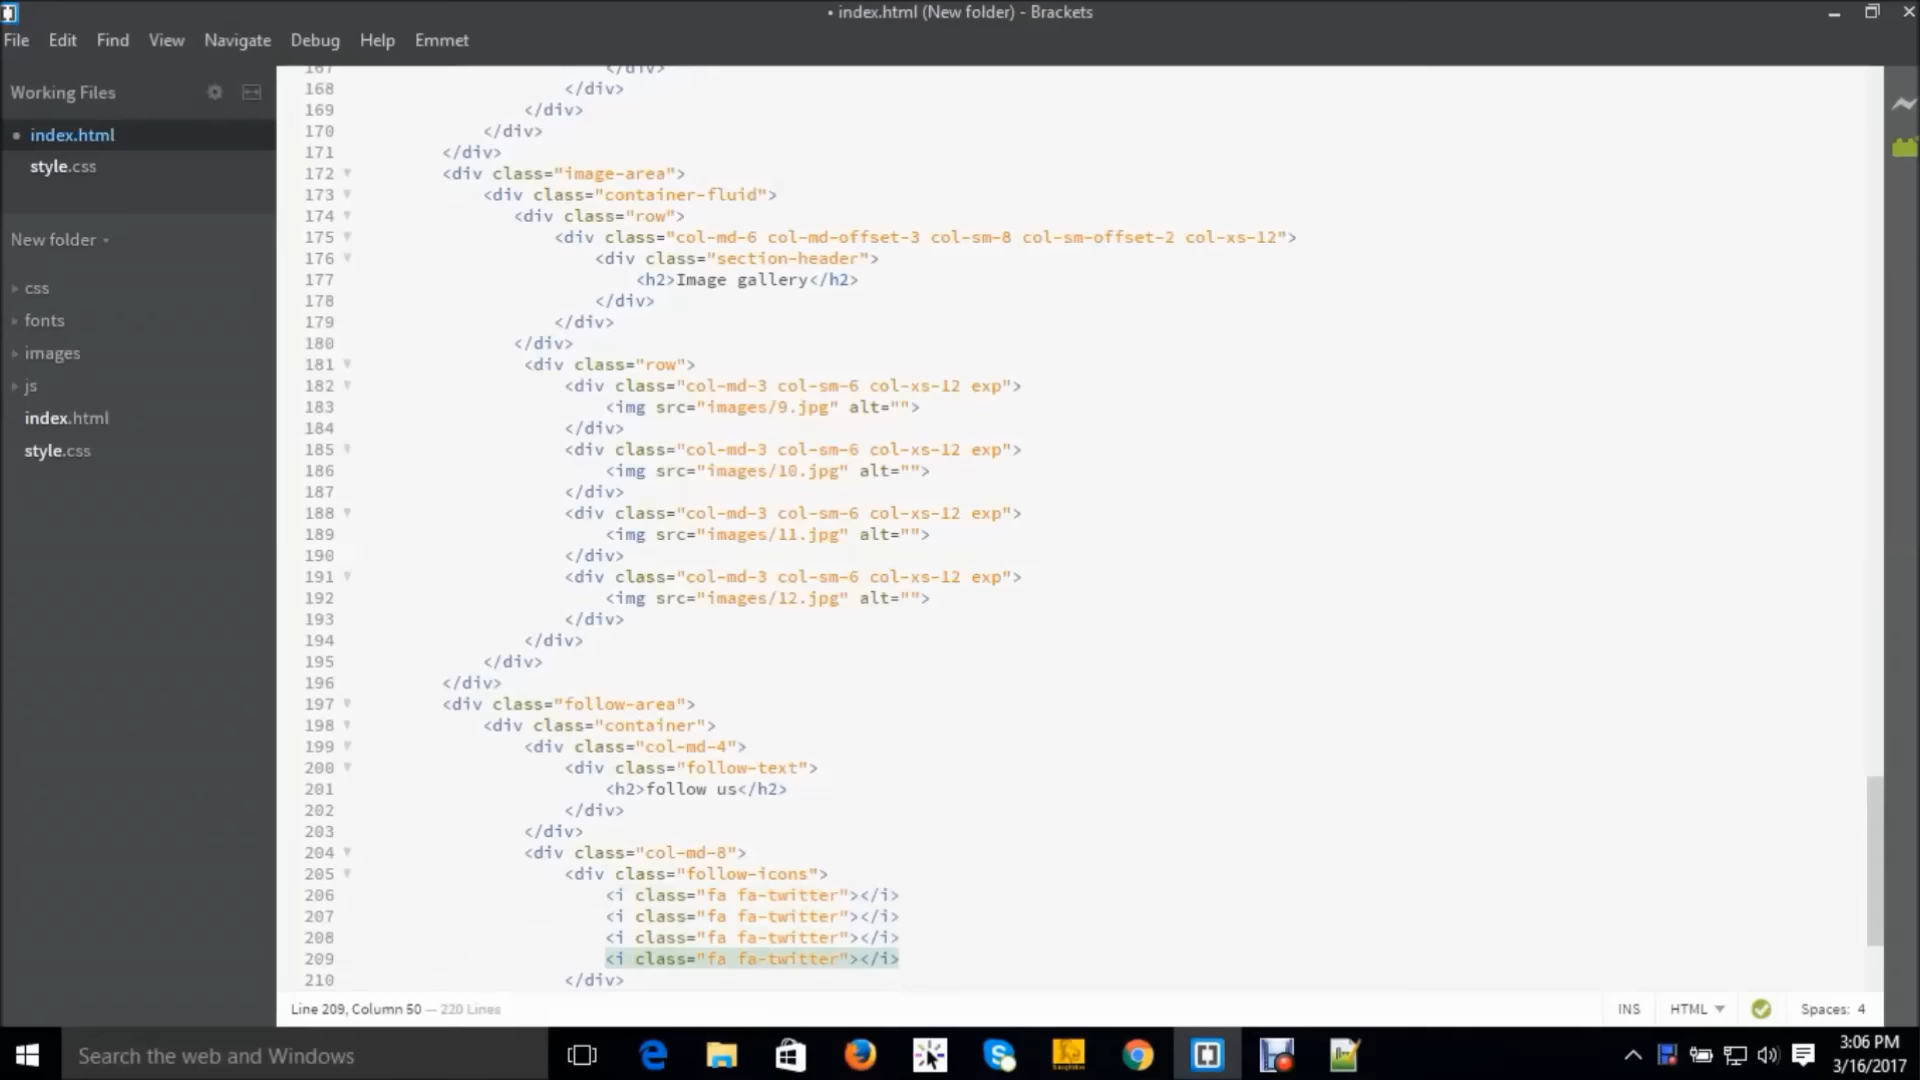 • index.html (New folder) - Brackets
File Edit Find View Navigate Debug Help Emmet
Working Files
• index.html
style.css
New folder
css
fonts
images
js
index.html
style.css
167 </div>
168 </div>
169 </div>
170 </div>
171 </div>
172 <div class="image-area">
173 <div class="container-fluid">
174 <div class="row">
175 <div class="col-md-6 col-md-offset-3 col-sm-8 col-sm-offset-2 col-xs-12">
176 <div class="section-header">
177 <h2>Image gallery</h2>
178 </div>
179 </div>
180 </div>
181 <div class="row">
182 <div class="col-md-3 col-sm-6 col-xs-12 exp">
183 <img src="images/9.jpg" alt="">
184 </div>
185 <div class="col-md-3 col-sm-6 col-xs-12 exp">
186 <img src="images/10.jpg" alt="">
187 </div>
188 <div class="col-md-3 col-sm-6 col-xs-12 exp">
189 <img src="images/11.jpg" alt="">
190 </div>
191 <div class="col-md-3 col-sm-6 col-xs-12 exp">
192 <img src="images/12.jpg" alt="">
193 </div>
194 </div>
195 </div>
196 </div>
197 <div class="follow-area">
198 <div class="container">
199 <div class="col-md-4">
200 <div class="follow-text">
201 <h2>follow us</h2>
202 </div>
203 </div>
204 <div class="col-md-8">
205 <div class="follow-icons">
206 <i class="fa fa-twitter"></i>
207 <i class="fa fa-twitter"></i>
208 <i class="fa fa-twitter"></i>
209 <i class="fa fa-twitter"></i>
210 </div>
Line 209, Column 50 — 220 Lines
INS HTML Spaces: 4
Search the web and Windows
3:06 PM
3/16/2017